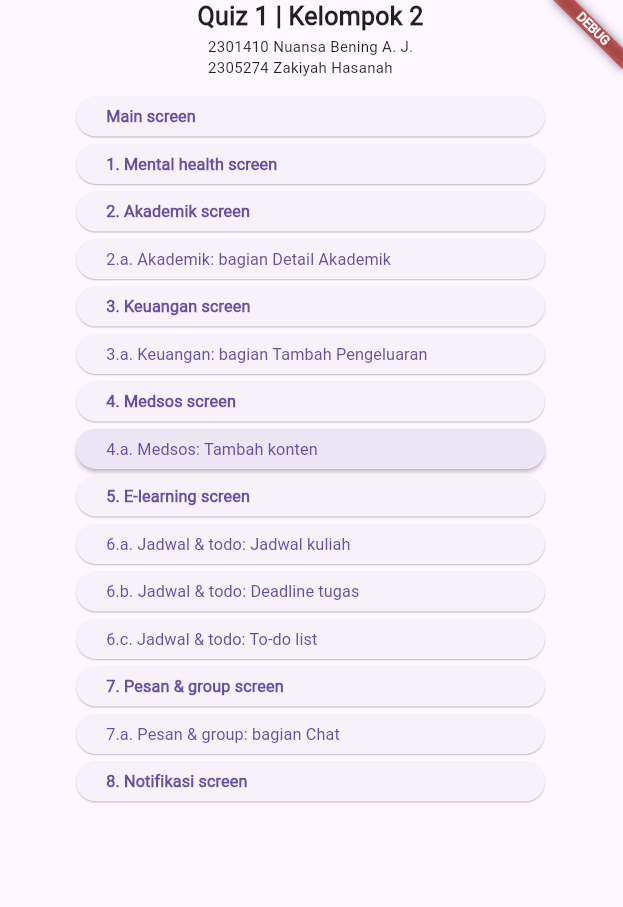 Quiz 1 | Kelompok 2
DEBUG
2301410 Nuansa Bening A. J.
2305274 Zakiyah Hasanah
Main screen
1. Mental health screen
2. Akademik screen
2.a. Akademik: bagian Detail Akademik
3. Keuangan screen
3.a. Keuangan: bagian Tambah Pengeluaran
4. Medsos screen
4.a. Medsos: Tambah konten
5. E-learning screen
6.a. Jadwal & todo: Jadwal kuliah
6.b. Jadwal & todo: Deadline tugas
6.c. Jadwal & todo: To-do list
7. Pesan & group screen
7.a. Pesan & group: bagian Chat
8. Notifikasi screen